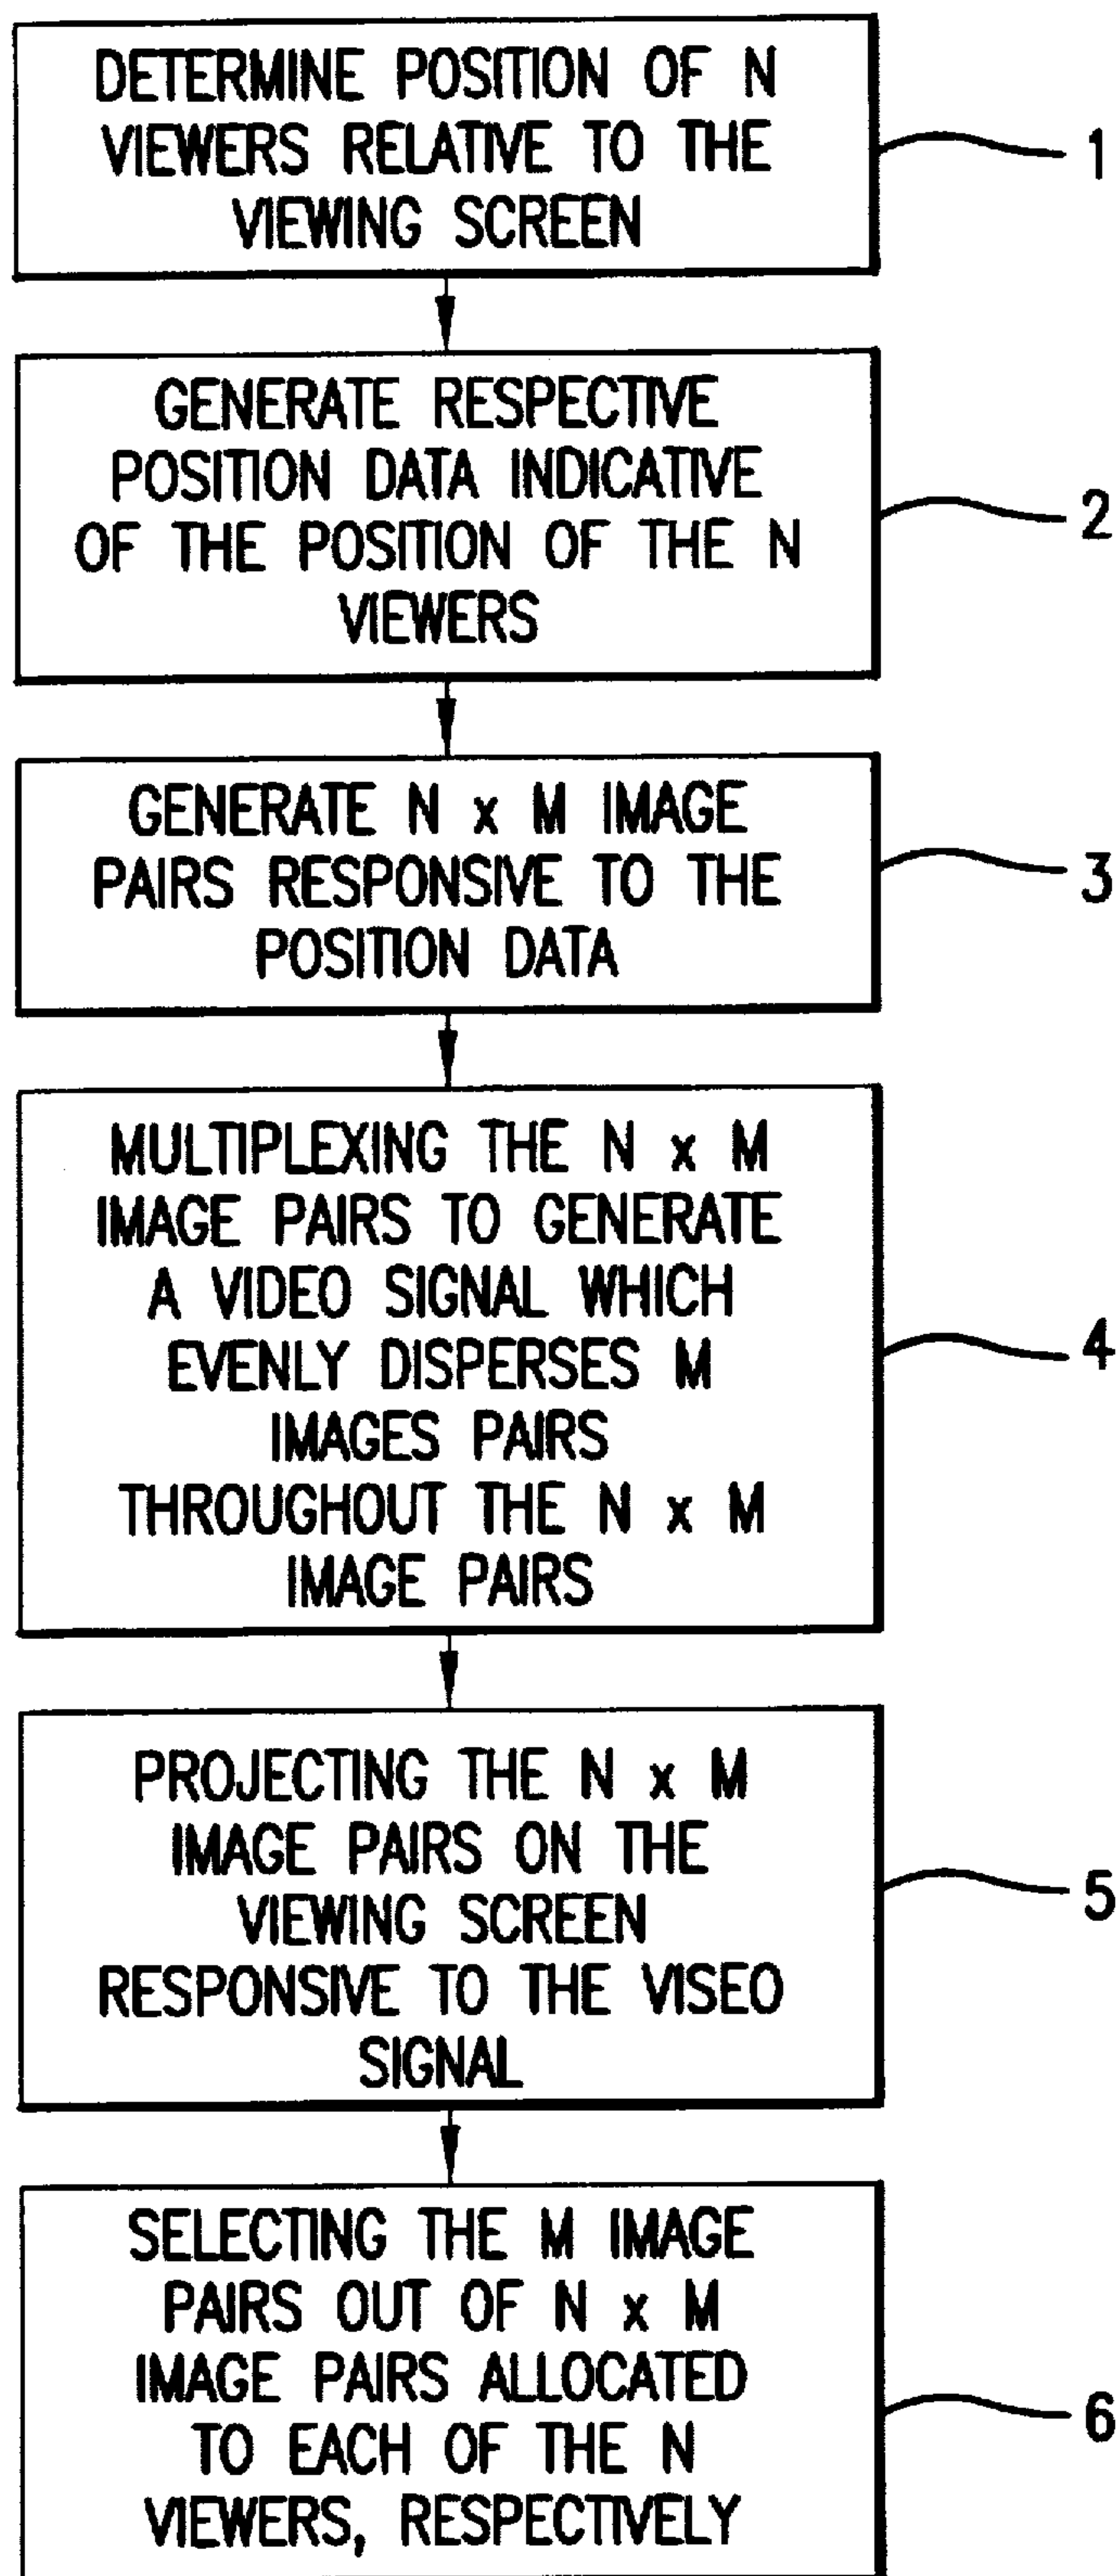 DETERMINE POSITION OF N
VIEWERS RELATIVE TO THE
VIEWING SCREEN
1
GENERATE RESPECTIVE
POSITION DATA INDICATIVE
OF THE POSITION OF THE N
VIEWERS
2
GENERATE N x M IMAGE
PAIRS RESPONSIVE TO THE
POSITION DATA
3
MULTIPLEXING THE N x M
IMAGE PAIRS TO GENERATE
A VIDEO SIGNAL WHICH
EVENLY DISPERSES M
IMAGES PAIRS
THROUGHOUT THE N x M
IMAGE PAIRS
4
PROJECTING THE N x M
IMAGE PAIRS ON THE
VIEWING SCREEN
RESPONSIVE TO THE VISEO
SIGNAL
5
SELECTING THE M IMAGE
PAIRS OUT OF N x M
IMAGE PAIRS ALLOCATED
TO EACH OF THE N
VIEWERS, RESPECTIVELY
6